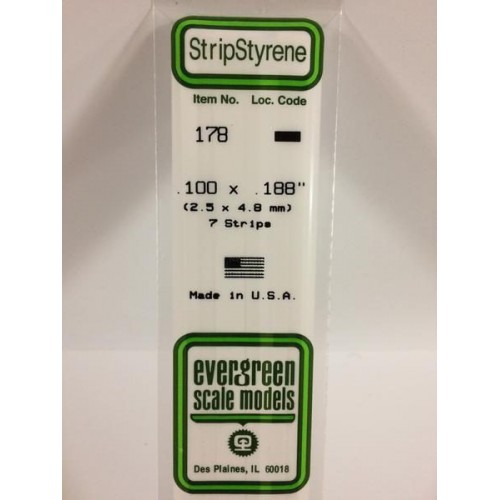 StripStyrene
Item No. Loc. Code
178
.100 x .188"
(2.5 x 4.8 mm)
7 Strips
Made in U.S.A.
evergreen
scale models
Des Plaines, IL 60018